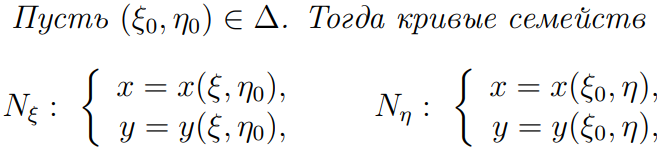 Пусть (ξ₀, η₀) ∈ Δ. Тогда кривые семейств
N_ξ : { x = x(ξ, η₀), y = y(ξ, η₀), N_η : { x = x(ξ₀, η), y = y(ξ₀, η),